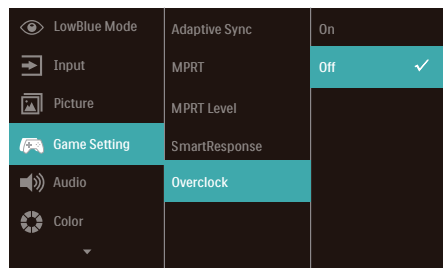 LowBlue Mode
Input
Picture
Game Setting
Audio
Color
Adaptive Sync
MPRT
MPRT Level
SmartResponse
Overclock
On
Off